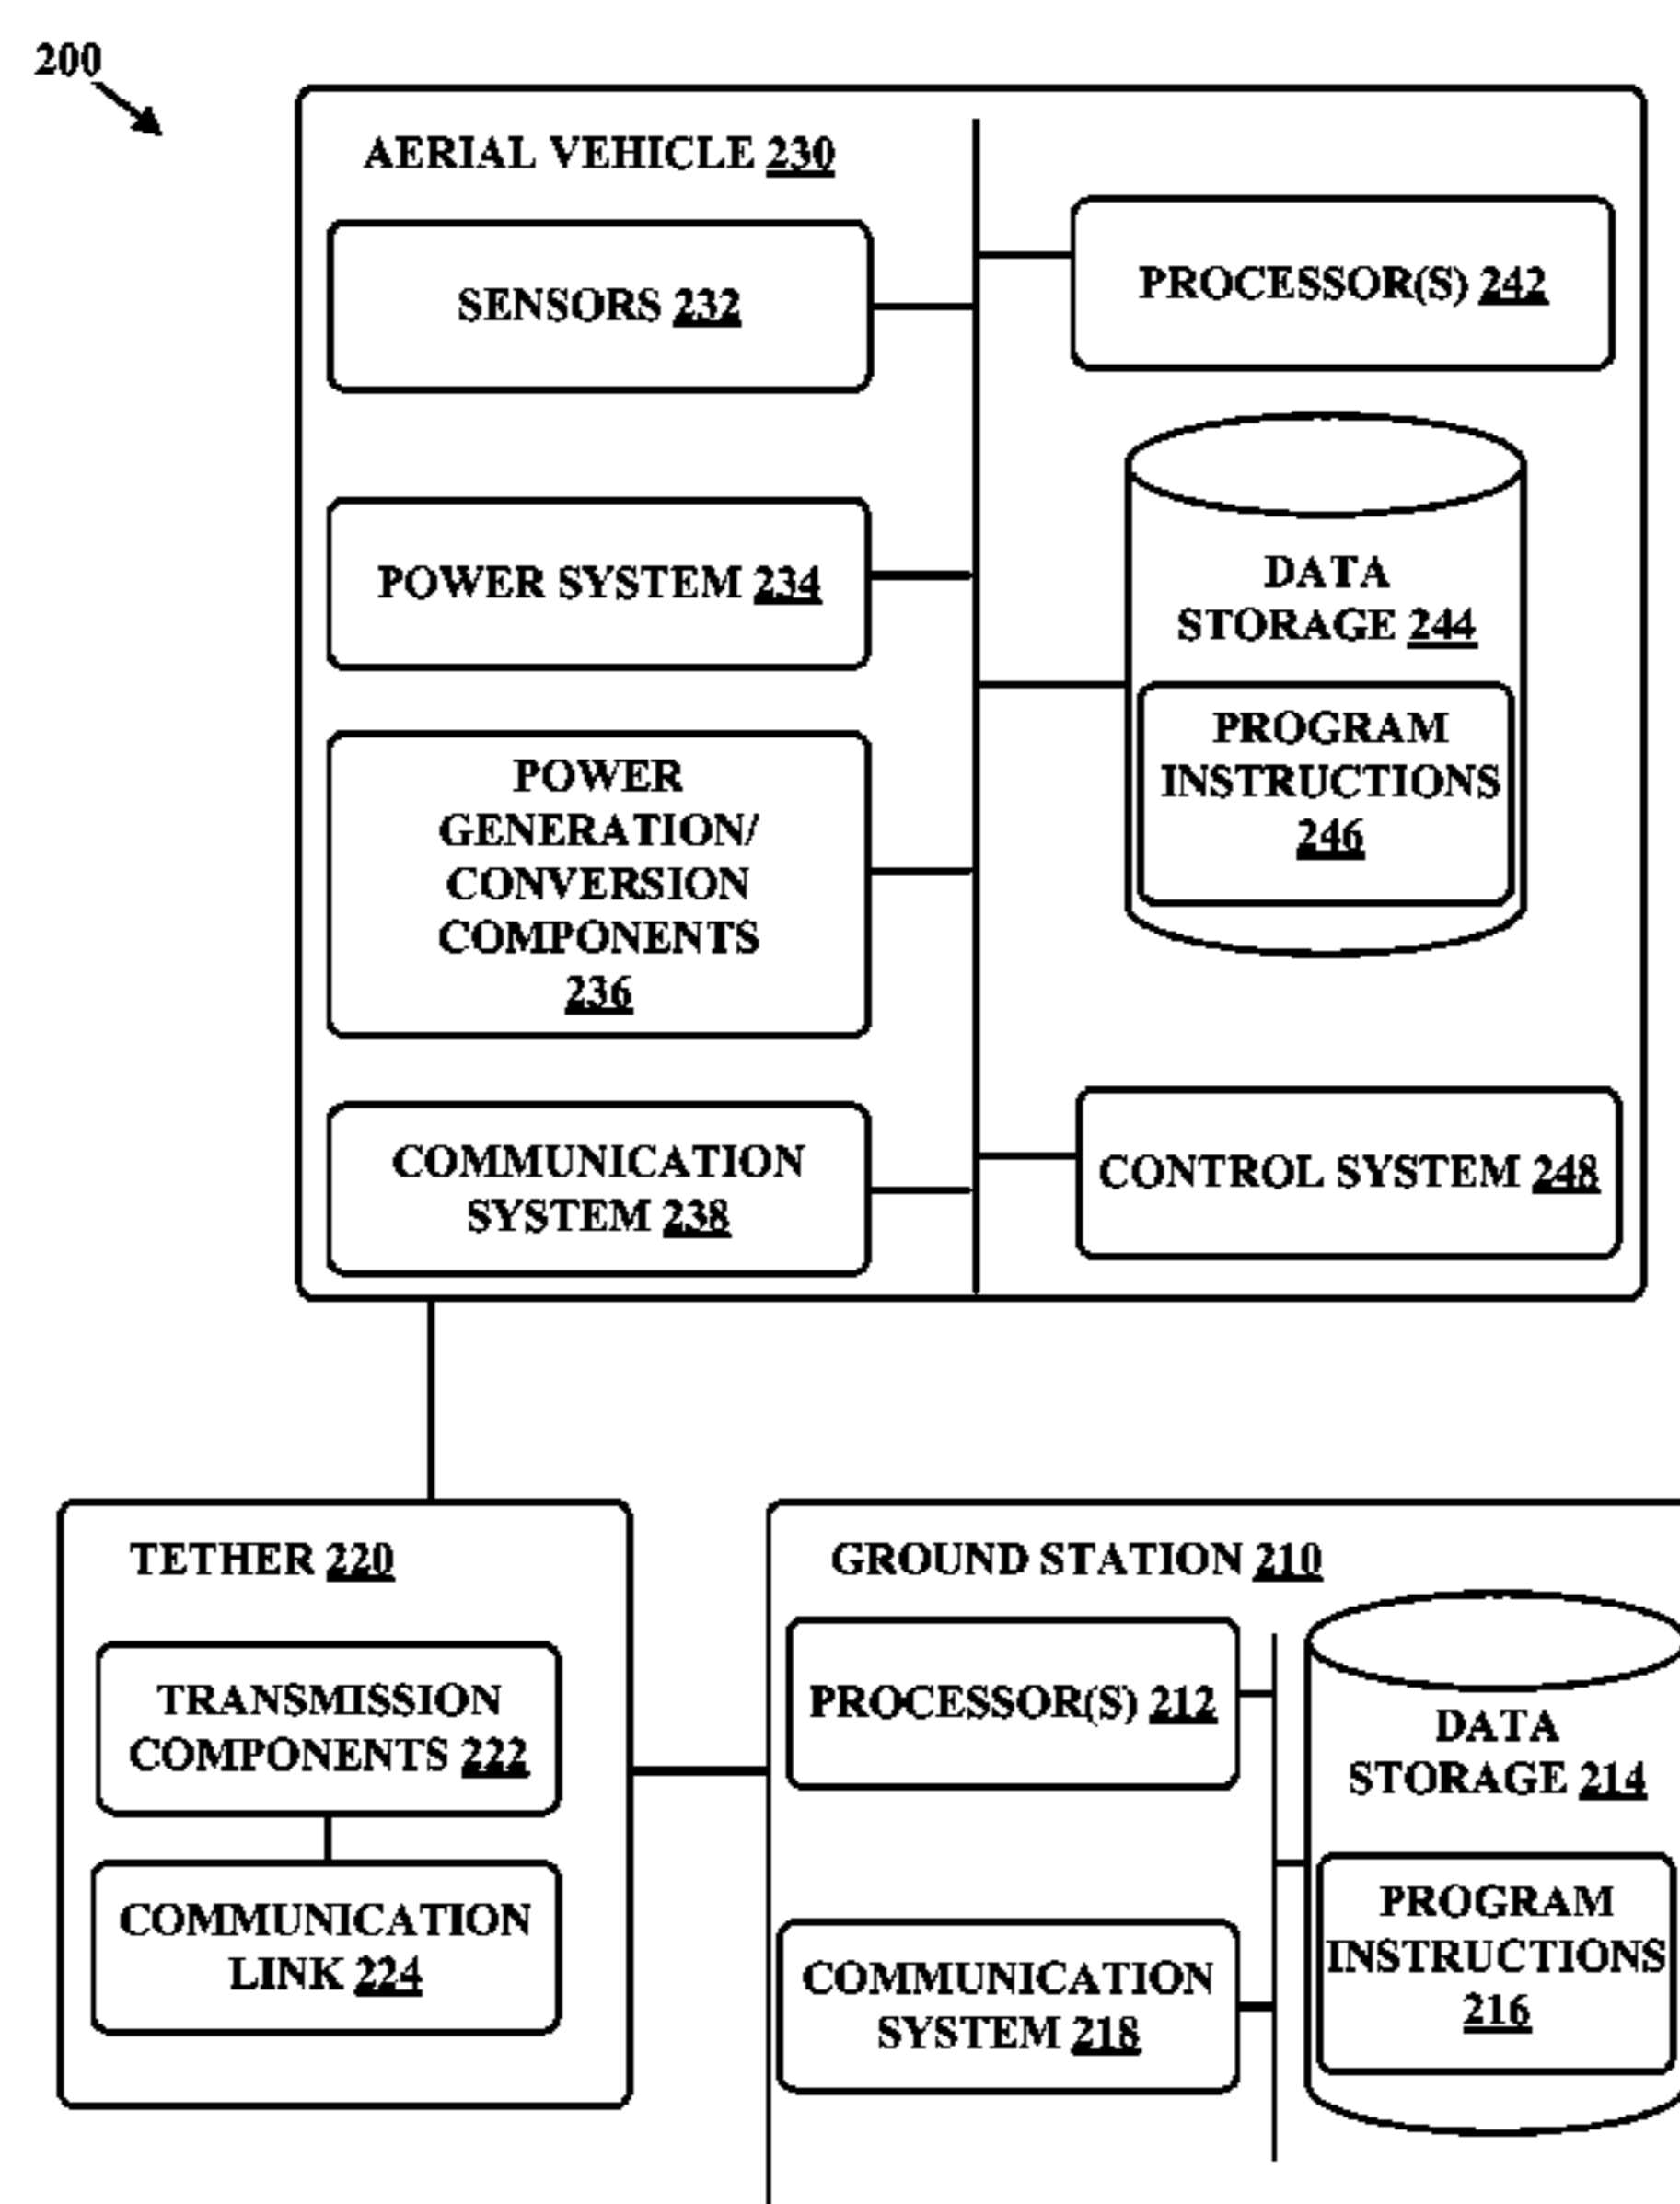 200
AERIAL VEHICLE 230
SENSORS 232
POWER SYSTEM 234
POWER
GENERATION/
CONVERSION
COMPONENTS
236
COMMUNICATION
SYSTEM 238
PROCESSOR(S) 242
DATA
STORAGE 244
PROGRAM
INSTRUCTIONS
246
CONTROL SYSTEM 248
TETHER 220
TRANSMISSION
COMPONENTS 222
COMMUNICATION
LINK 224
GROUND STATION 210
PROCESSOR(S) 212
COMMUNICATION
SYSTEM 218
DATA
STORAGE 214
PROGRAM
INSTRUCTIONS
216